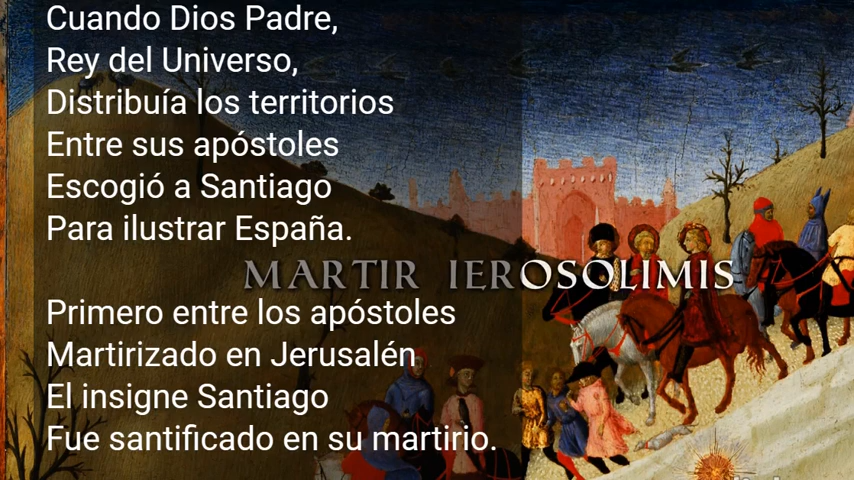 Cuando Dios Padre,
Rey del Universo,
Distribuía los territorios
Entre sus apóstoles
Escogió a Santiago
Para ilustrar España.
MARTIR IEROSOLIMIS
Primero entre los apóstoles
Martirizado en Jerusalén
El insigne Santiago
Fue santificado en su martirio.